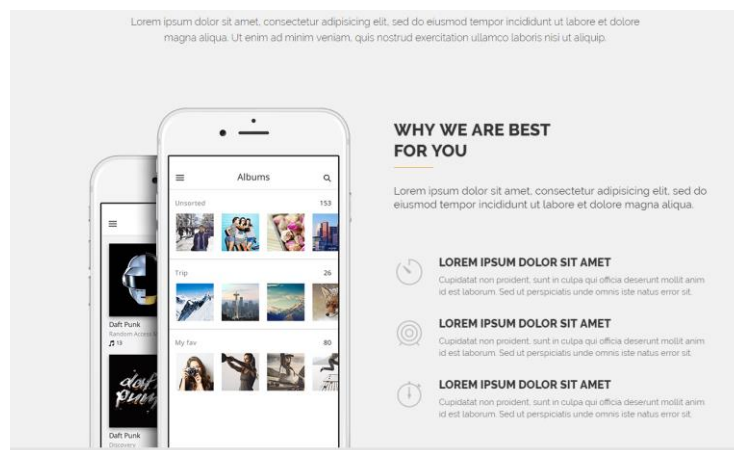 Lorem ipsum dolor sit amet, consectetur adipisicing elit, sed do eiusmod tempor incididunt ut labore et dolore
magna aliqua. Ut enim ad minim veniam, quis nostrud exercitation ullamco laboris nisi ut aliquip.
WHY WE ARE BEST
FOR YOU
Lorem ipsum dolor sit amet, consectetur adipisicing elit, sed do
eiusmod tempor incididunt ut labore et dolore magna aliqua.
LOREM IPSUM DOLOR SIT AMET
Cupidatat non proident, sunt in culpa qui officia deserunt mollit anim
id est laborum. Sed ut perspiciatis unde omnis iste natus error sit.
LOREM IPSUM DOLOR SIT AMET
Cupidatat non proident, sunt in culpa qui officia deserunt mollit anim
id est laborum. Sed ut perspiciatis unde omnis iste natus error sit.
LOREM IPSUM DOLOR SIT AMET
Cupidatat non proident, sunt in culpa qui officia deserunt mollit anim
id est laborum. Sed ut perspiciatis unde omnis iste natus error sit.
Albums
Unsorted 153
Trip 26
My fav 80
Daft Punk
Random Access
13
daft
punk
Daft Punk
Discovery